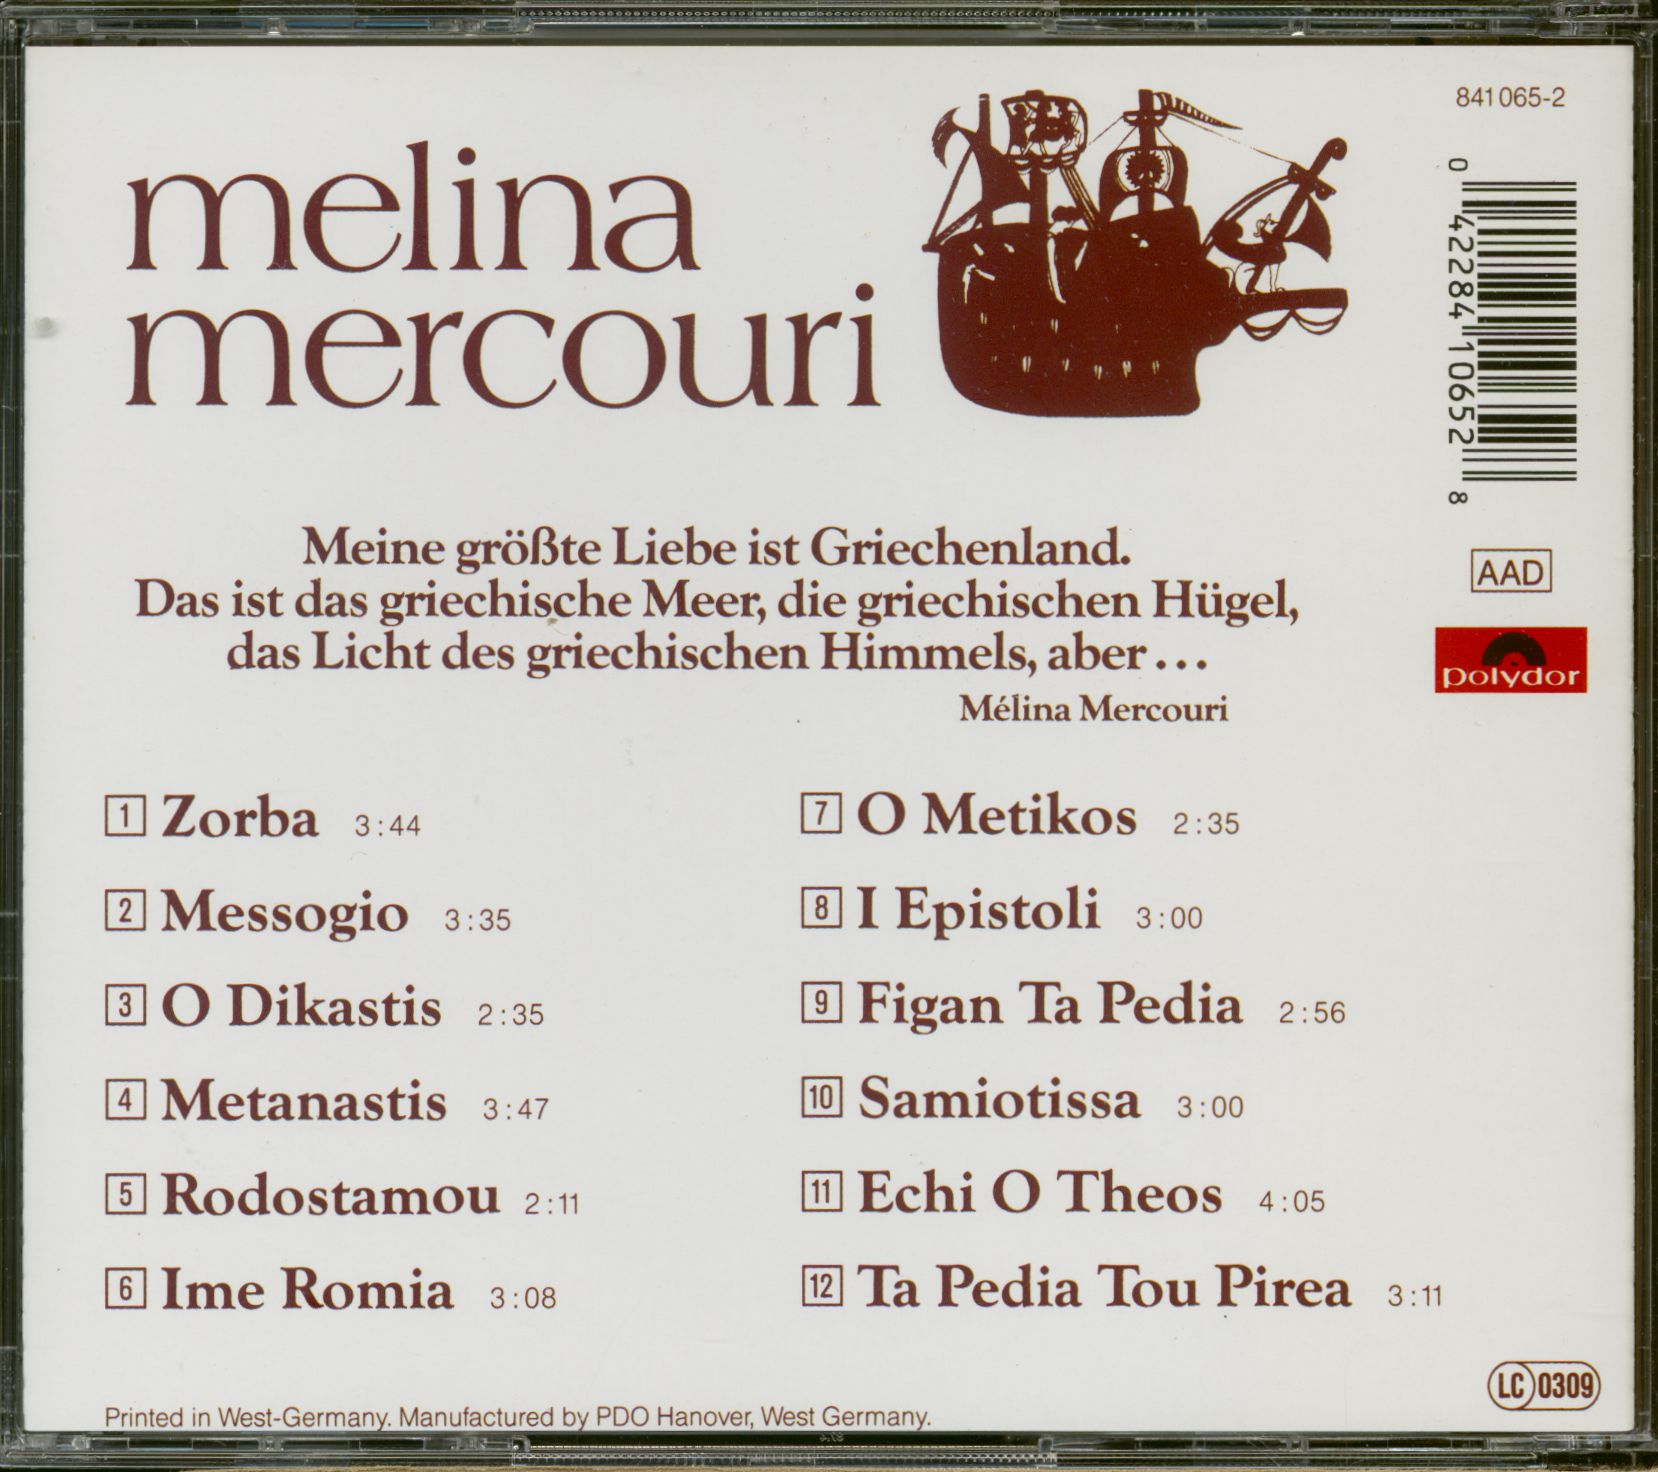 841 065-2
melina
mercouri
0 42284 10652 8
Meine größte Liebe ist Griechenland.
Das ist das griechische Meer, die griechischen Hügel,
das Licht des griechischen Himmels, aber...
Mélina Mercouri
AAD
polydor
1 Zorba 3:44
2 Messogio 3:35
3 O Dikastis 2:35
4 Metanastis 3:47
5 Rodostamou 2:11
6 Ime Romia 3:08
7 O Metikos 2:35
8 I Epistoli 3:00
9 Figan Ta Pedia 2:56
10 Samiotissa 3:00
11 Echi O Theos 4:05
12 Ta Pedia Tou Pirea 3:11
LC 0309
Printed in West-Germany. Manufactured by PDO Hanover, West Germany.